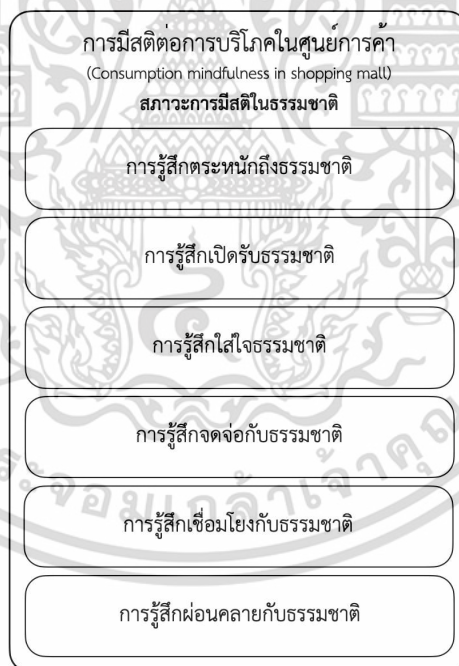 การมีสติต่อการบริโภคในศูนย์การค้า
(Consumption mindfulness in shopping mall)
สภาวะการมีสติในธรรมชาติ
การรู้สึกตระหนักถึงธรรมชาติ
การรู้สึกเปิดรับธรรมชาติ
การรู้สึกใส่ใจธรรมชาติ
การรู้สึกจดจ่อกับธรรมชาติ
การรู้สึกเชื่อมโยงกับธรรมชาติ
การรู้สึกผ่อนคลายกับธรรมชาติ